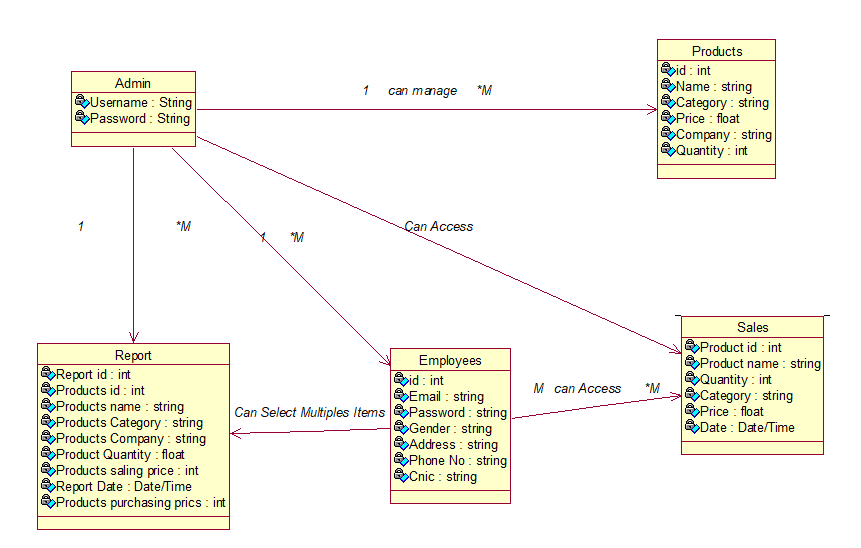 Products
id : int
Name : string
Category : string
Price : float
Company : string
Quantity : int
Admin
Username : String
Password : String
1 can manage *M
1 *M
1 *M
Can Access
Report
Report id : int
Products id : int
Products name : string
Products Category : string
Products Company : string
Product Quantity : float
Products saling price : int
Report Date : Date/Time
Products purchasing prics : int
Can Select Multiples Items
Employees
id : int
Email : string
Password : string
Gender : string
Address : string
Phone No : string
Cnic : string
M can Access *M
Sales
Product id : int
Product name : string
Quantity : int
Category : string
Price : float
Date : Date/Time